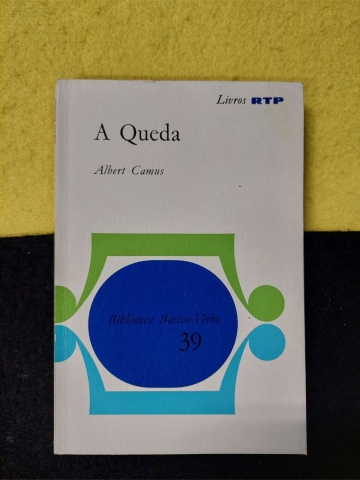 Livros RTP
A Queda
Albert Camus
Biblioteca Básica Verbo
39